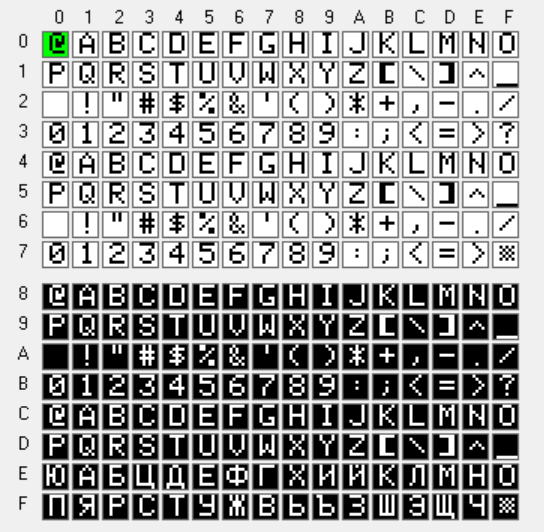 0 1 2 3 4 5 6 7 8 9 A B C D E F
0 @ A B C D E F G H I J K L M N O
1 P Q R S T U V W X Y Z [ \ ] ^ _
2 ! " # $ % & ' ( ) * + , - . /
3 0 1 2 3 4 5 6 7 8 9 : ; < = > ?
4 @ A B C D E F G H I J K L M N O
5 P Q R S T U V W X Y Z [ \ ] ^ _
6 ! " # $ % & ' ( ) * + , - . /
7 0 1 2 3 4 5 6 7 8 9 : ; < = > ▒
8 @ A B C D E F G H I J K L M N O
9 P Q R S T U V W X Y Z [ \ ] ^ _
A ! " # $ % & ' ( ) * + , - . /
B 0 1 2 3 4 5 6 7 8 9 : ; < = > ?
C @ A B C D E F G H I J K L M N O
D P Q R S T U V W X Y Z [ \ ] ^ _
E Ю А Б Ц Д Е Ф Г Х И Й К Л М Н О
F П Я Р С Т У Ж В Ь Ы З Ш Э Щ Ч ▒